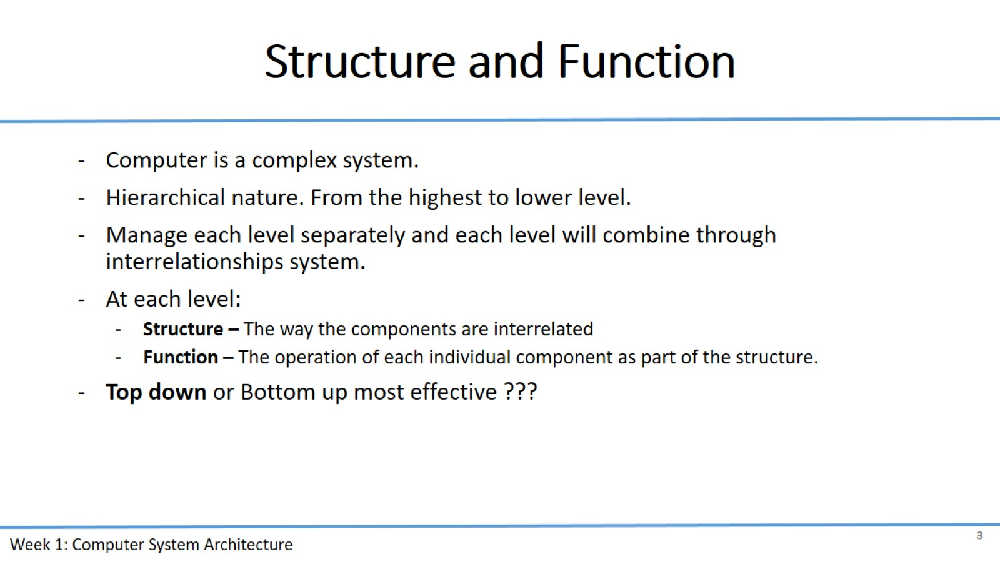 Structure and Function
- Computer is a complex system.
- Hierarchical nature. From the highest to lower level.
- Manage each level separately and each level will combine through
interrelationships system.
- At each level:
- Structure – The way the components are interrelated
- Function – The operation of each individual component as part of the structure.
- Top down or Bottom up most effective ???
Week 1: Computer System Architecture
3